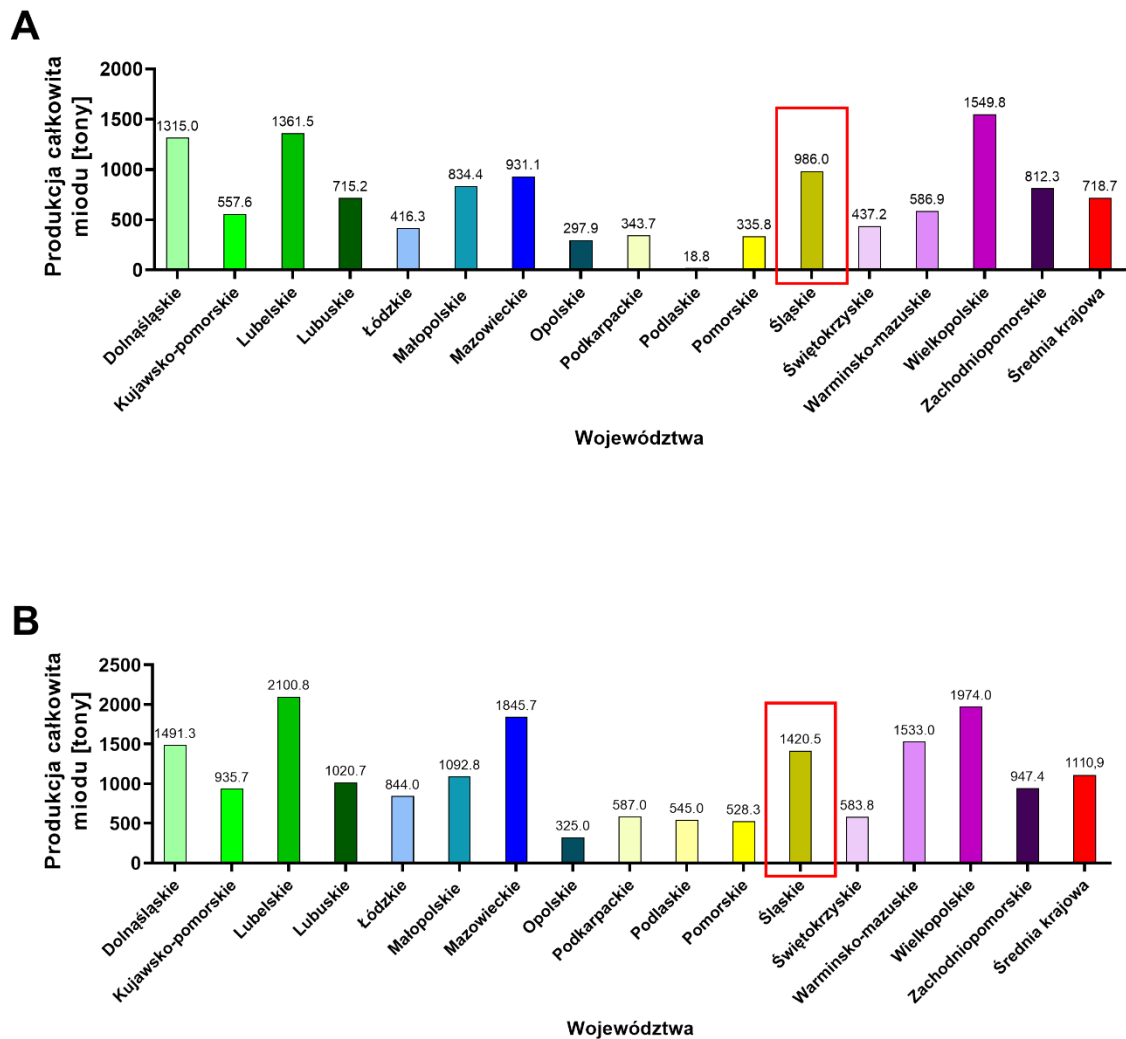 A
Produkcja całkowita
miodu [tony]
2000
1500
1000
500
0
1315.0
557.6
1361.5
715.2
416.3
834.4
931.1
297.9
343.7
18.8
335.8
986.0
437.2
586.9
1549.8
812.3
718.7
Dolnąśląskie
Kujawsko-pomorskie
Lubelskie
Lubuskie
Łódzkie
Małopolskie
Mazowieckie
Opolskie
Podkarpackie
Podlaskie
Pomorskie
Śląskie
Świętokrzyskie
Warminsko-mazuskie
Wielkopolskie
Zachodniopomorskie
Średnia krajowa
Województwa
B
Produkcja całkowita
miodu [tony]
2500
2000
1500
1000
500
0
1491.3
935.7
2100.8
1020.7
844.0
1092.8
1845.7
325.0
587.0
545.0
528.3
1420.5
583.8
1533.0
1974.0
947.4
1110,9
Dolnąśląskie
Kujawsko-pomorskie
Lubelskie
Lubuskie
Łódzkie
Małopolskie
Mazowieckie
Opolskie
Podkarpackie
Podlaskie
Pomorskie
Śląskie
Świętokrzyskie
Warminsko-mazuskie
Wielkopolskie
Zachodniopomorskie
Średnia krajowa
Województwa